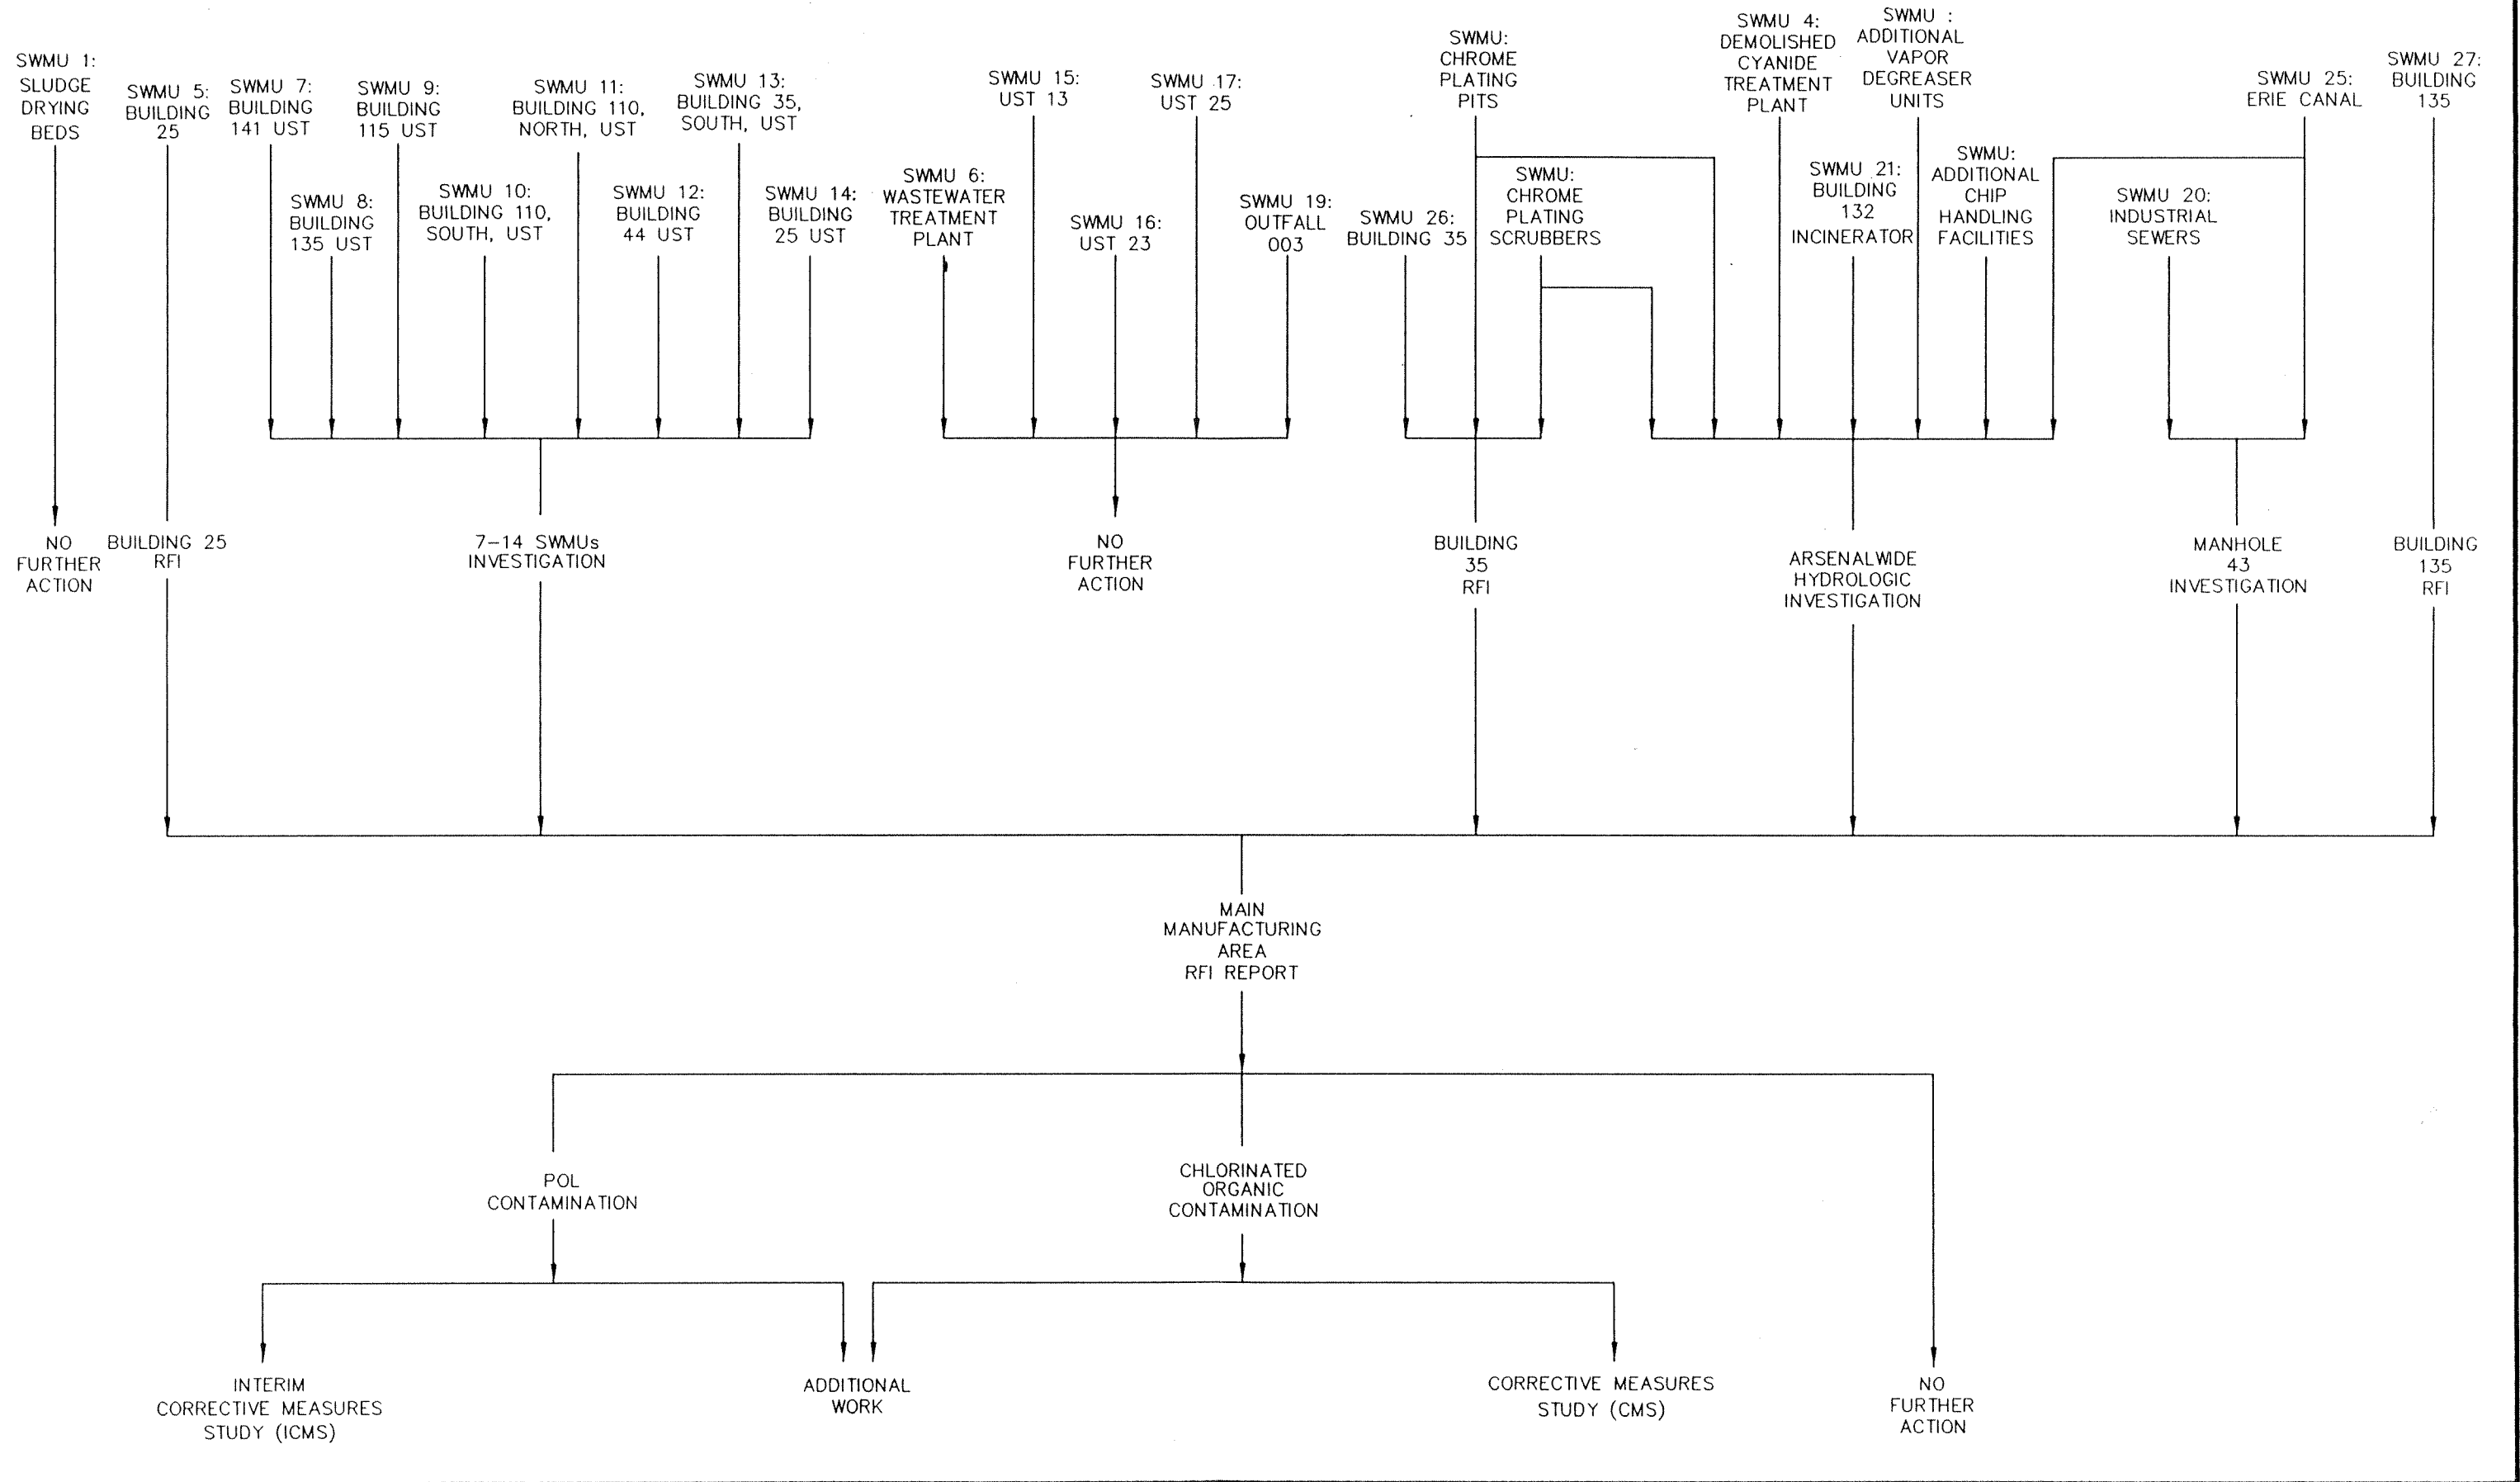 SWMU 1:
SLUDGE
DRYING
BEDS
SWMU 5:
BUILDING
25
SWMU 7:
BUILDING
141 UST
SWMU 8:
BUILDING
135 UST
SWMU 9:
BUILDING
115 UST
SWMU 10:
BUILDING 110,
SOUTH, UST
SWMU 11:
BUILDING 110,
NORTH, UST
SWMU 12:
BUILDING
44 UST
SWMU 13:
BUILDING 35,
SOUTH, UST
SWMU 14:
BUILDING
25 UST
SWMU 6:
WASTEWATER
TREATMENT
PLANT
SWMU 15:
UST 13
SWMU 16:
UST 23
SWMU 17:
UST 25
SWMU 19:
OUTFALL
003
SWMU 26:
BUILDING 35
SWMU:
CHROME
PLATING
PITS
SWMU:
CHROME
PLATING
SCRUBBERS
SWMU 4:
DEMOLISHED
CYANIDE
TREATMENT
PLANT
SWMU 21:
BUILDING
132
INCINERATOR
SWMU :
ADDITIONAL
VAPOR
DEGREASER
UNITS
SWMU:
ADDITIONAL
CHIP
HANDLING
FACILITIES
SWMU 20:
INDUSTRIAL
SEWERS
SWMU 25:
ERIE CANAL
SWMU 27:
BUILDING
135
NO
FURTHER
ACTION
BUILDING 25
RFI
7-14 SWMUs
INVESTIGATION
NO
FURTHER
ACTION
BUILDING
35
RFI
ARSENALWIDE
HYDROLOGIC
INVESTIGATION
MANHOLE
43
INVESTIGATION
BUILDING
135
RFI
MAIN
MANUFACTURING
AREA
RFI REPORT
POL
CONTAMINATION
CHLORINATED
ORGANIC
CONTAMINATION
INTERIM
CORRECTIVE MEASURES
STUDY (ICMS)
ADDITIONAL
WORK
CORRECTIVE MEASURES
STUDY (CMS)
NO
FURTHER
ACTION